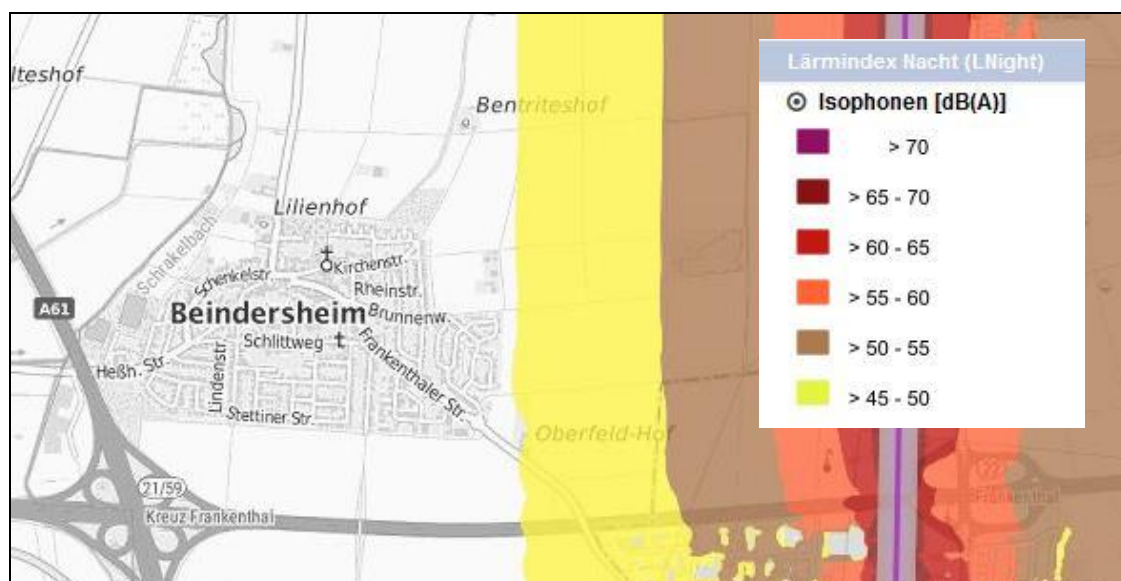 Lärmindex Nacht (LNight)
Isophonen [dB(A)]
> 70
> 65 - 70
> 60 - 65
> 55 - 60
> 50 - 55
> 45 - 50
lteshof
Bentriteshof
Lilienhof
Schrakelbach
Kirchenstr.
Schenkelstr.
Rheinstr.
A61
Beindersheim
Brunnenw.
Schlittweg
Frankenthaler Str.
Heßh. Str.
Lindenstr.
Stettiner Str.
Oberfeld-Hof
21/59
Kreuz Frankenthal
Frankenthal